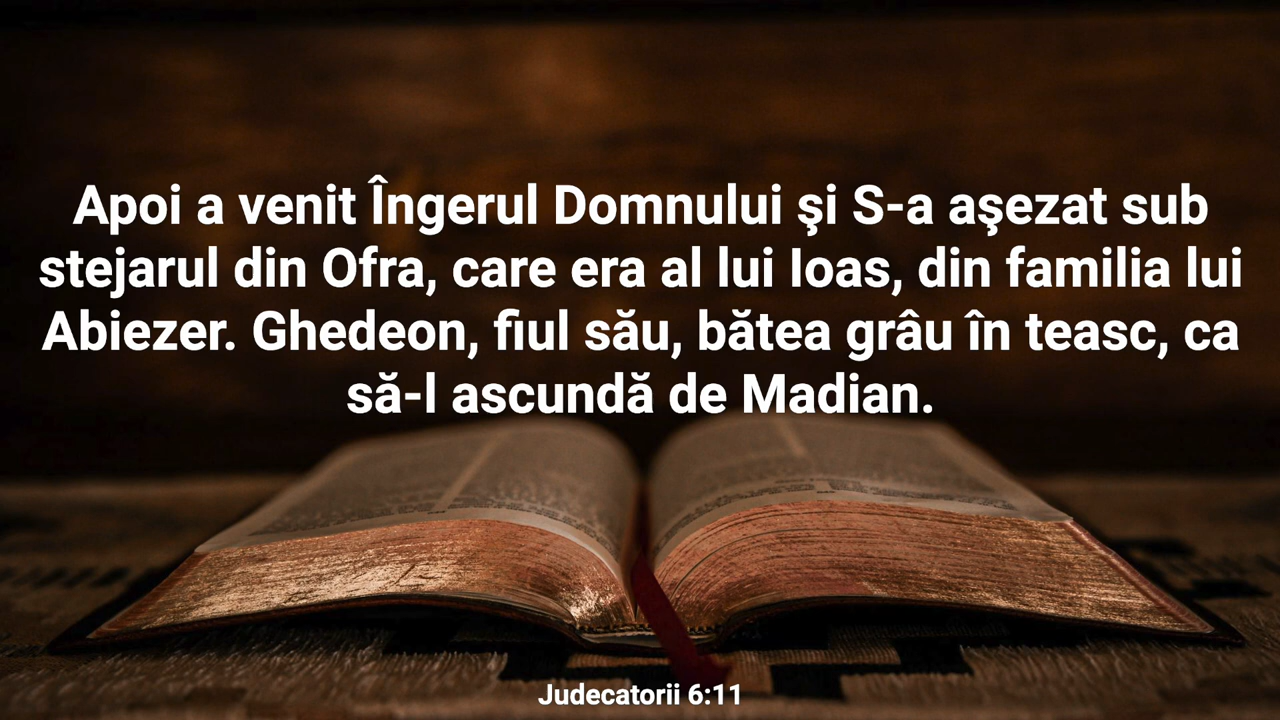 Apoi a venit Îngerul Domnului şi S-a aşezat sub
stejarul din Ofra, care era al lui Ioas, din familia lui
Abiezer. Ghedeon, fiul său, bătea grâu în teasc, ca
să-l ascundă de Madian.
Judecatorii 6:11